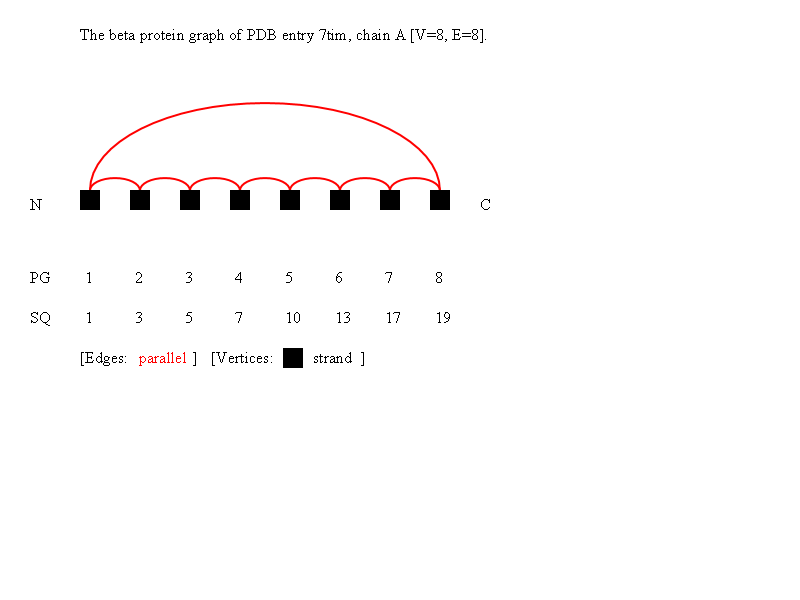 The beta protein graph of PDB entry 7tim, chain A [V=8, E=8].
N C
PG 1 2 3 4 5 6 7 8
SQ 1 3 5 7 10 13 17 19
[Edges: parallel ] [Vertices: strand ]